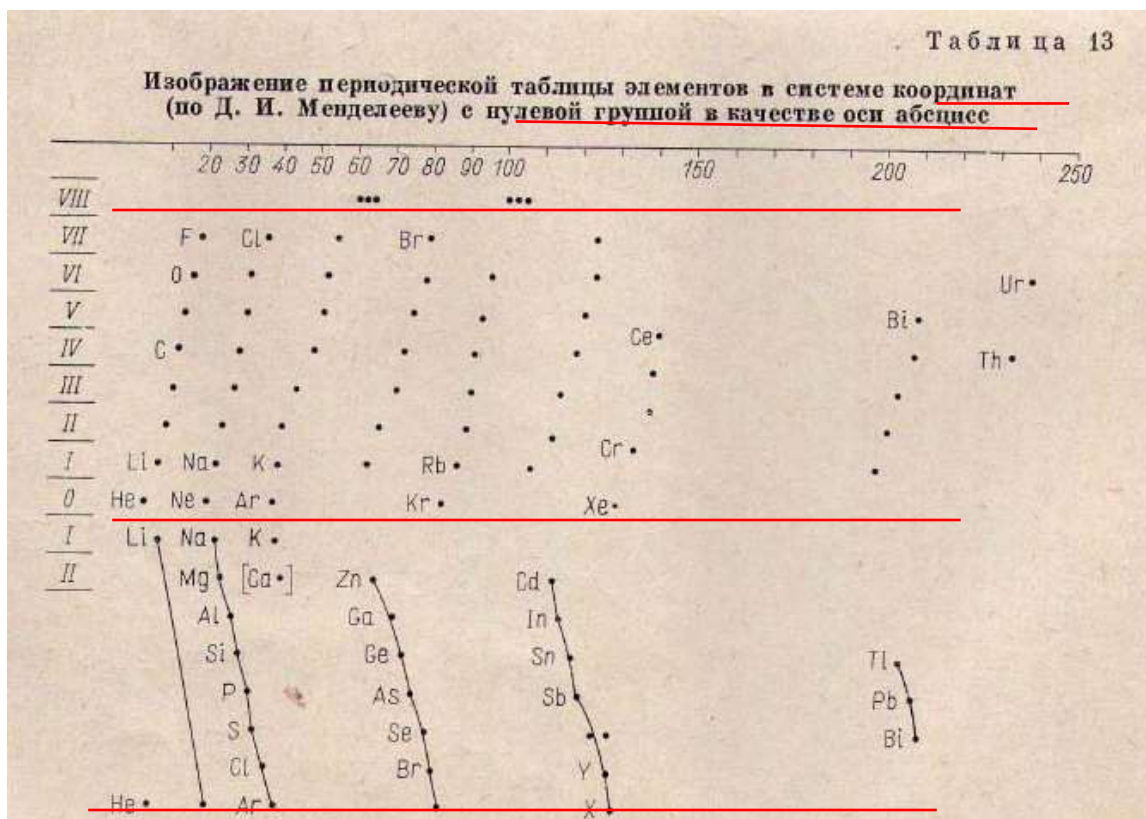 Таблица 13
Изображение периодической таблицы элементов в системе координат
(по Д. И. Менделееву) с нулевой группой в качестве оси абсцисс
20 30 40 50 60 70 80 90 100 150 200 250
VIII
VII F Cl Br
VI O Ur
V Bi
Ce
IV C Th
III
II
Cr
I Li Na K Rb
O He Ne Ar Kr Xe
I Li Na K
II Mg [Ca] Zn Cd
Al Ga In
Si Ge Sn Tl
P As Sb Pb
S Se Bi
Cl Br Y
He Ar X